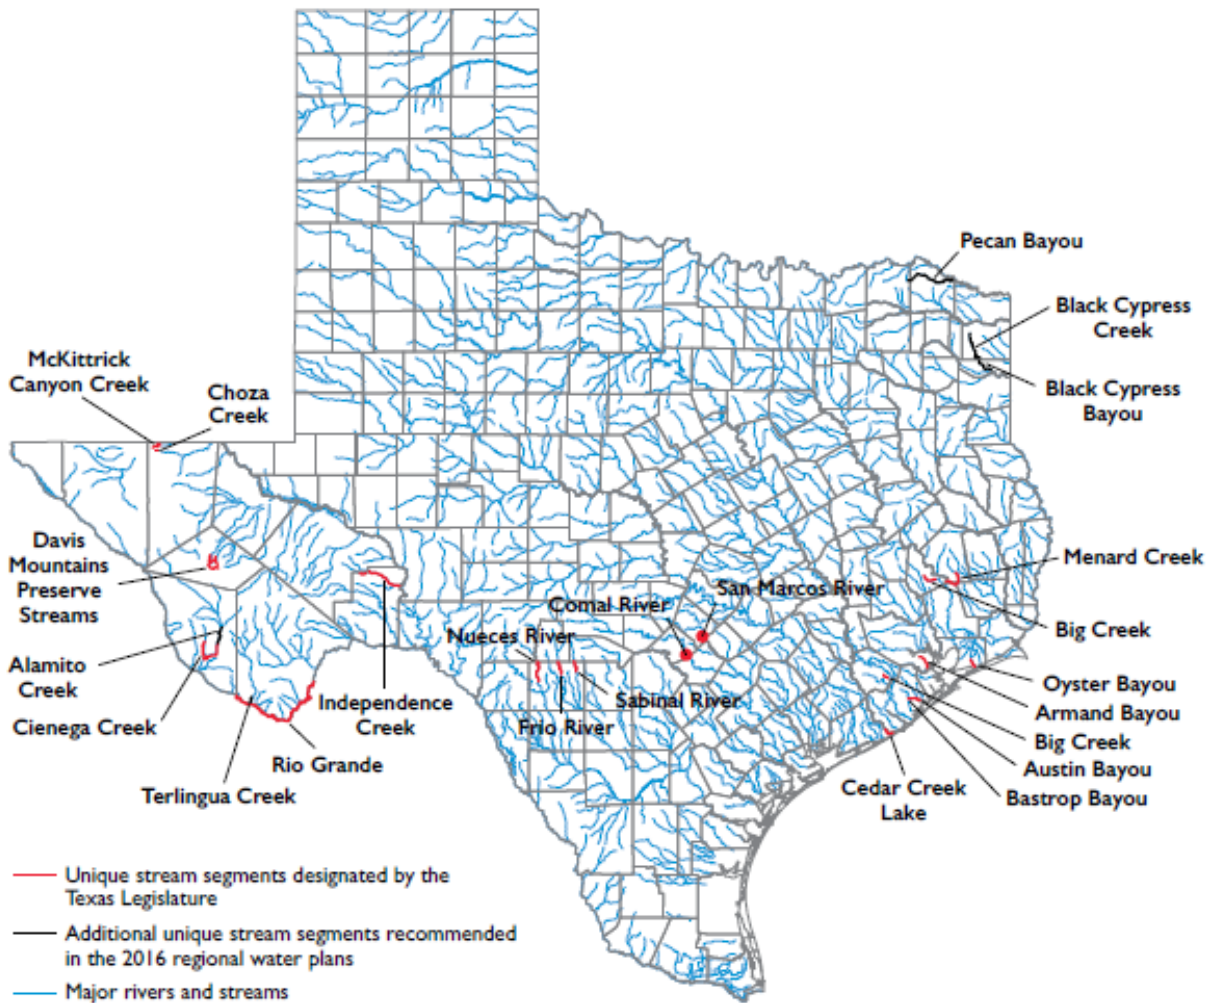 Pecan Bayou
Black Cypress
Creek
Black Cypress
Bayou
McKittrick
Canyon Creek
Choza
Creek
Davis
Mountains
Preserve
Streams
Menard Creek
San Marcos River
Comal River
Big Creek
Nueces River
Alamito
Creek
Cienega Creek
Independence
Creek
Sabinal River
Frio River
Oyster Bayou
Armand Bayou
Big Creek
Austin Bayou
Bastrop Bayou
Rio Grande
Terlingua Creek
Cedar Creek
Lake
Unique stream segments designated by the
Texas Legislature
Additional unique stream segments recommended
in the 2016 regional water plans
Major rivers and streams